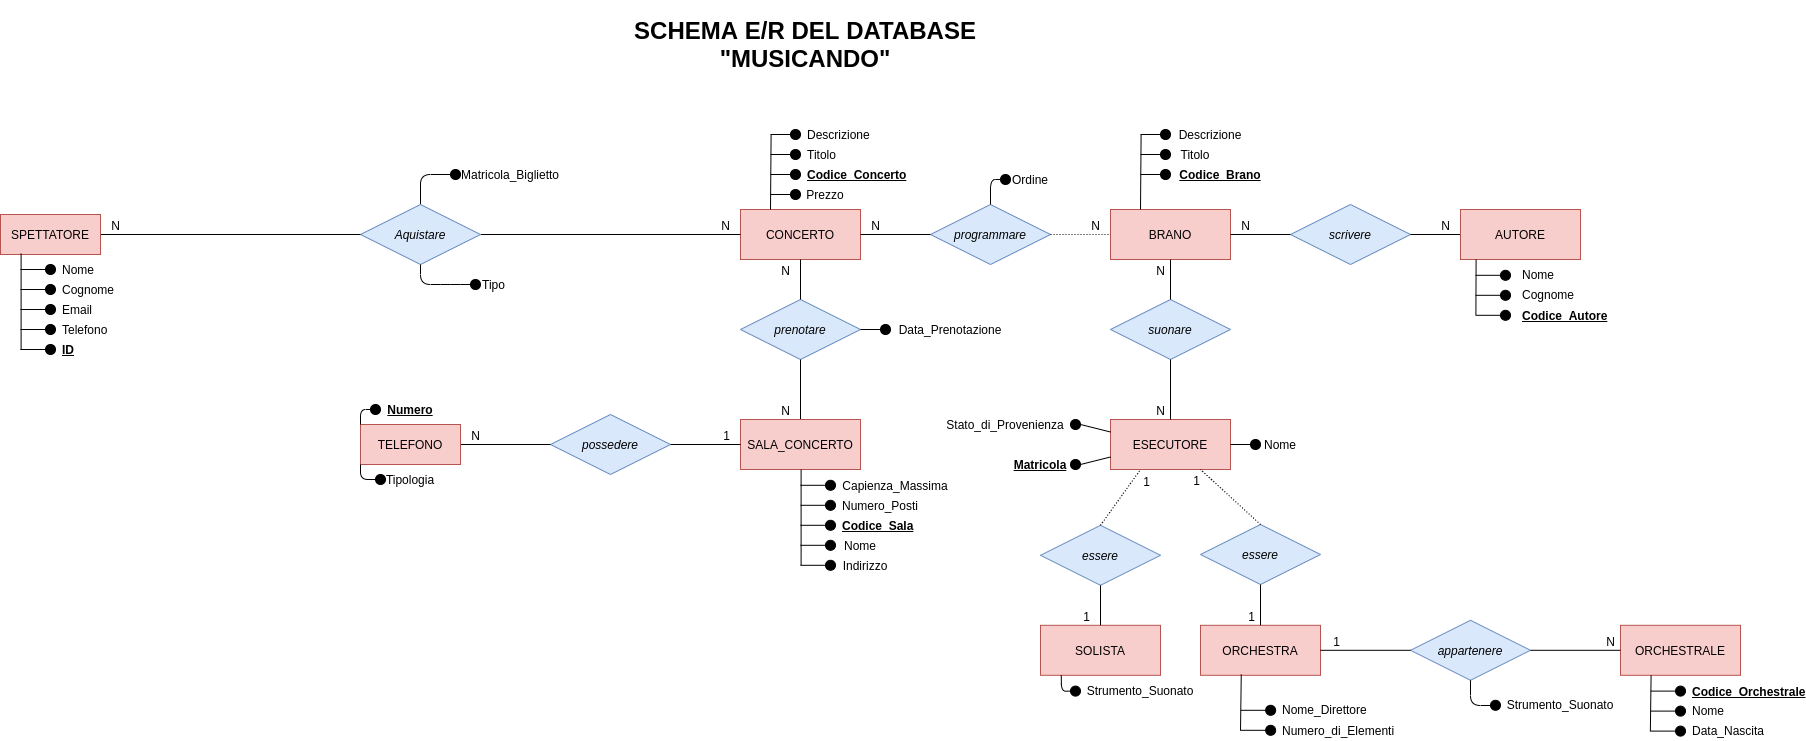 SCHEMA E/R DEL DATABASE
"MUSICANDO"
Descrizione
Titolo
Codice_Concerto
Prezzo
Descrizione
Titolo
Codice_Brano
Matricola_Biglietto
Ordine
SPETTATORE
N
Aquistare
N
CONCERTO
N
programmare
N
BRANO
N
scrivere
N
AUTORE
Nome
Cognome
Email
Telefono
ID
Tipo
N
N
Nome
Cognome
Codice_Autore
prenotare
Data_Prenotazione
suonare
Numero
TELEFONO
N
possedere
1
N
SALA_CONCERTO
Tipologia
Stato_di_Provenienza
Matricola
N
ESECUTORE
Nome
Capienza_Massima
Numero_Posti
Codice_Sala
Nome
Indirizzo
1
1
essere
essere
1
1
SOLISTA
ORCHESTRA
1
appartenere
N
ORCHESTRALE
Strumento_Suonato
Nome_Direttore
Numero_di_Elementi
Strumento_Suonato
Codice_Orchestrale
Nome
Data_Nascita